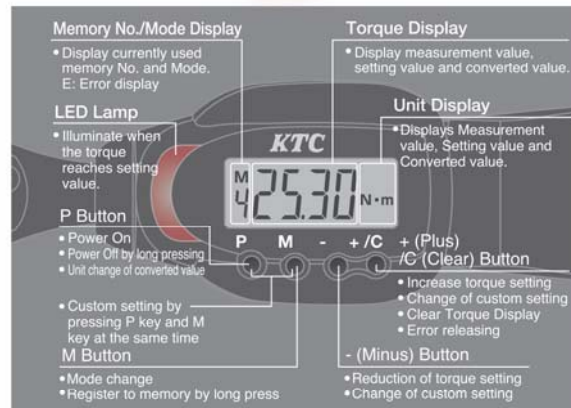 Memory No./Mode Display
• Display currently used
memory No. and Mode.
E: Error display
Torque Display
• Display measurement value,
setting value and converted value.
LED Lamp
• Illuminate when
the torque
reaches setting
value.
Unit Display
• Displays Measurement
value, Setting value and
Converted value.
KTC
M
4 25.30 N·m
P M - +/C
P Button
• Power On
• Power Off by long pressing
• Unit change of converted value
• Custom setting by
pressing P key and M
key at the same time
+ (Plus)
/C (Clear) Button
• Increase torque setting
• Change of custom setting
• Clear Torque Display
• Error releasing
M Button
• Mode change
• Register to memory by long press
- (Minus) Button
• Reduction of torque setting
• Change of custom setting